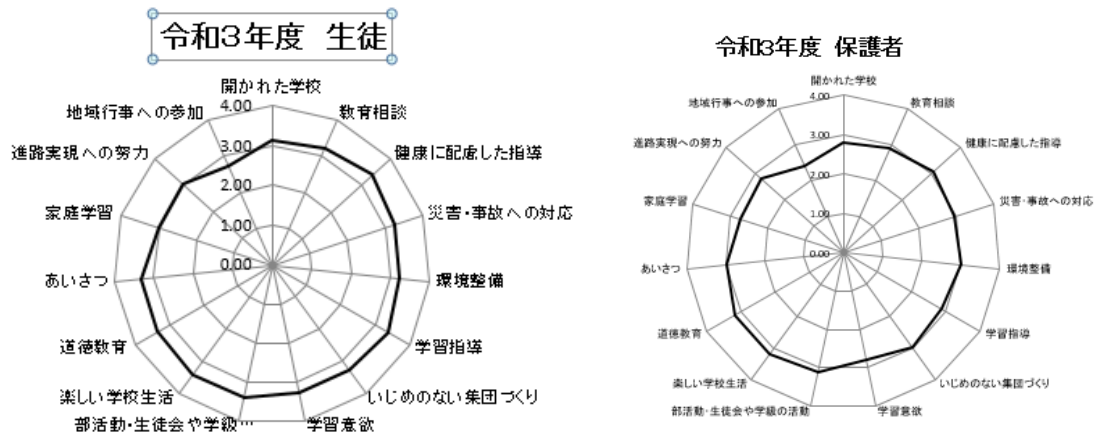 令和3年度　生徒
開かれた学校
教育相談
健康に配慮した指導
災害・事故への対応
環境整備
学習指導
いじめのない集団づくり
学習意欲
部活動・生徒会や学級…
楽しい学校生活
道徳教育
あいさつ
家庭学習
進路実現への努力
地域行事への参加
4.00
3.00
2.00
1.00
0.00
令和3年度 保護者
開かれた学校
教育相談
健康に配慮した指導
災害・事故への対応
環境整備
学習指導
いじめのない集団づくり
学習意欲
部活動・生徒会や学級の活動
楽しい学校生活
道徳教育
あいさつ
家庭学習
進路実現への努力
地域行事への参加
4.00
3.00
2.00
1.00
0.00